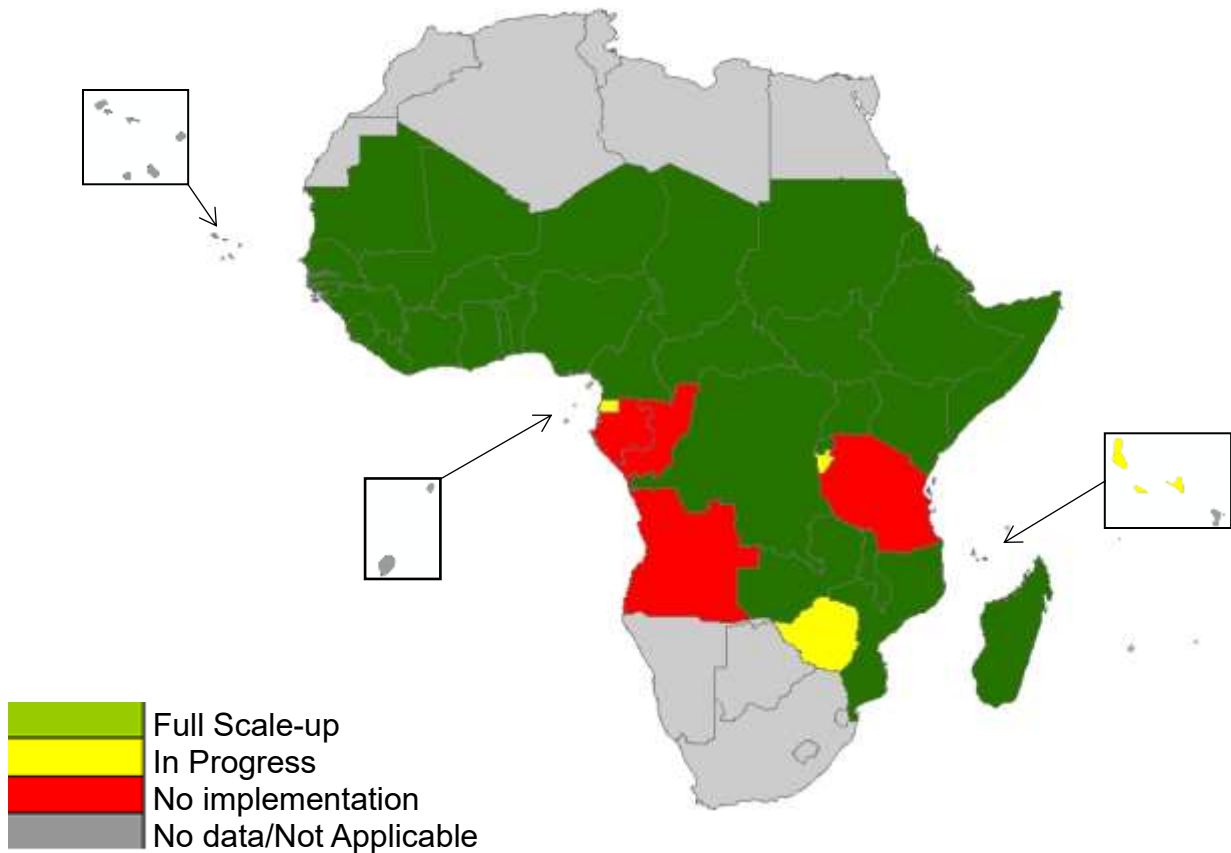 Full Scale-up
In Progress
No implementation
No data/Not Applicable